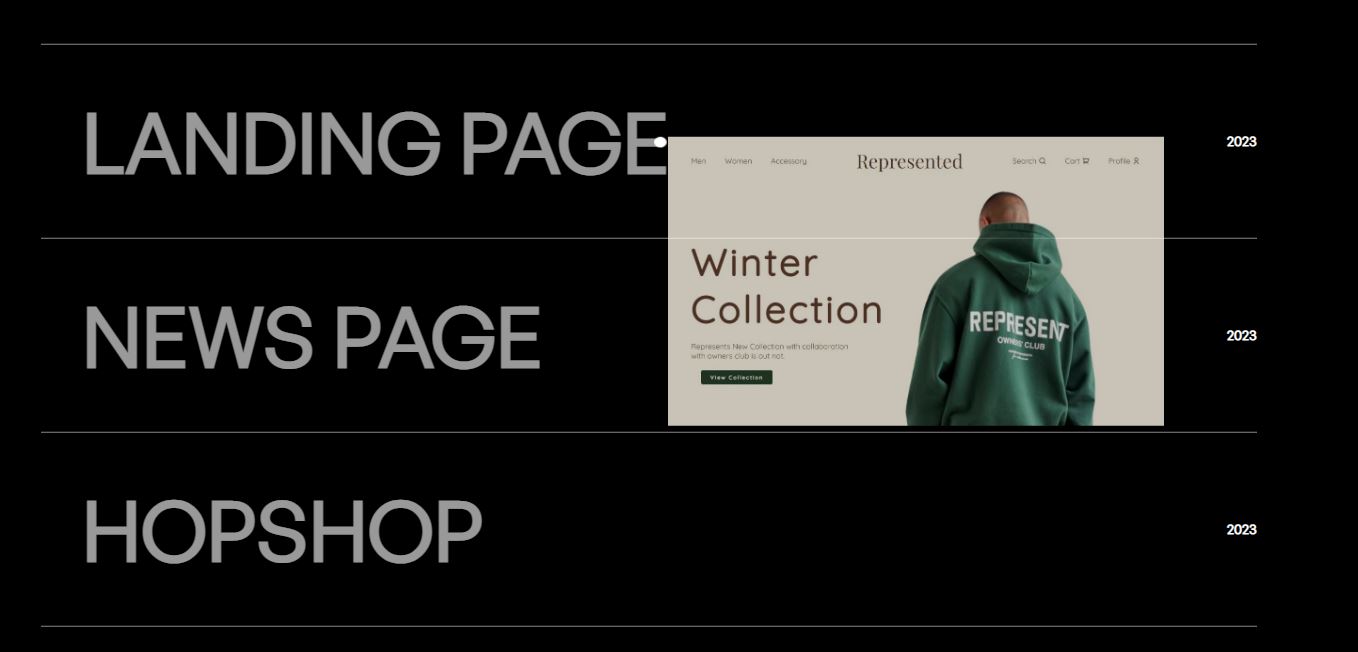 LANDING PAGE
2023
Men Women Accessory Represented Search Cart Profile
Winter
Collection
Represents New Collection with collaboration
with owners club is out not.
View Collection
REPRESENT
OWNERS' CLUB
NEWS PAGE
2023
HOPSHOP
2023